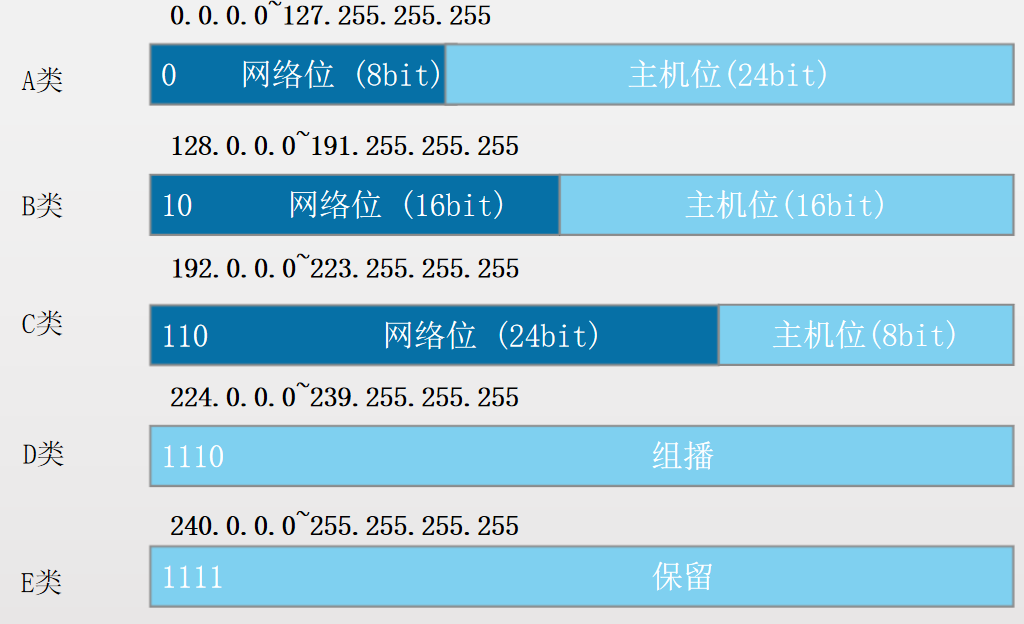 0.0.0.0~127.255.255.255
A类 0 网络位 (8bit) 主机位(24bit)
128.0.0.0~191.255.255.255
B类 10 网络位 (16bit) 主机位(16bit)
192.0.0.0~223.255.255.255
C类 110 网络位 (24bit) 主机位(8bit)
224.0.0.0~239.255.255.255
D类 1110 组播
240.0.0.0~255.255.255.255
E类 1111 保留